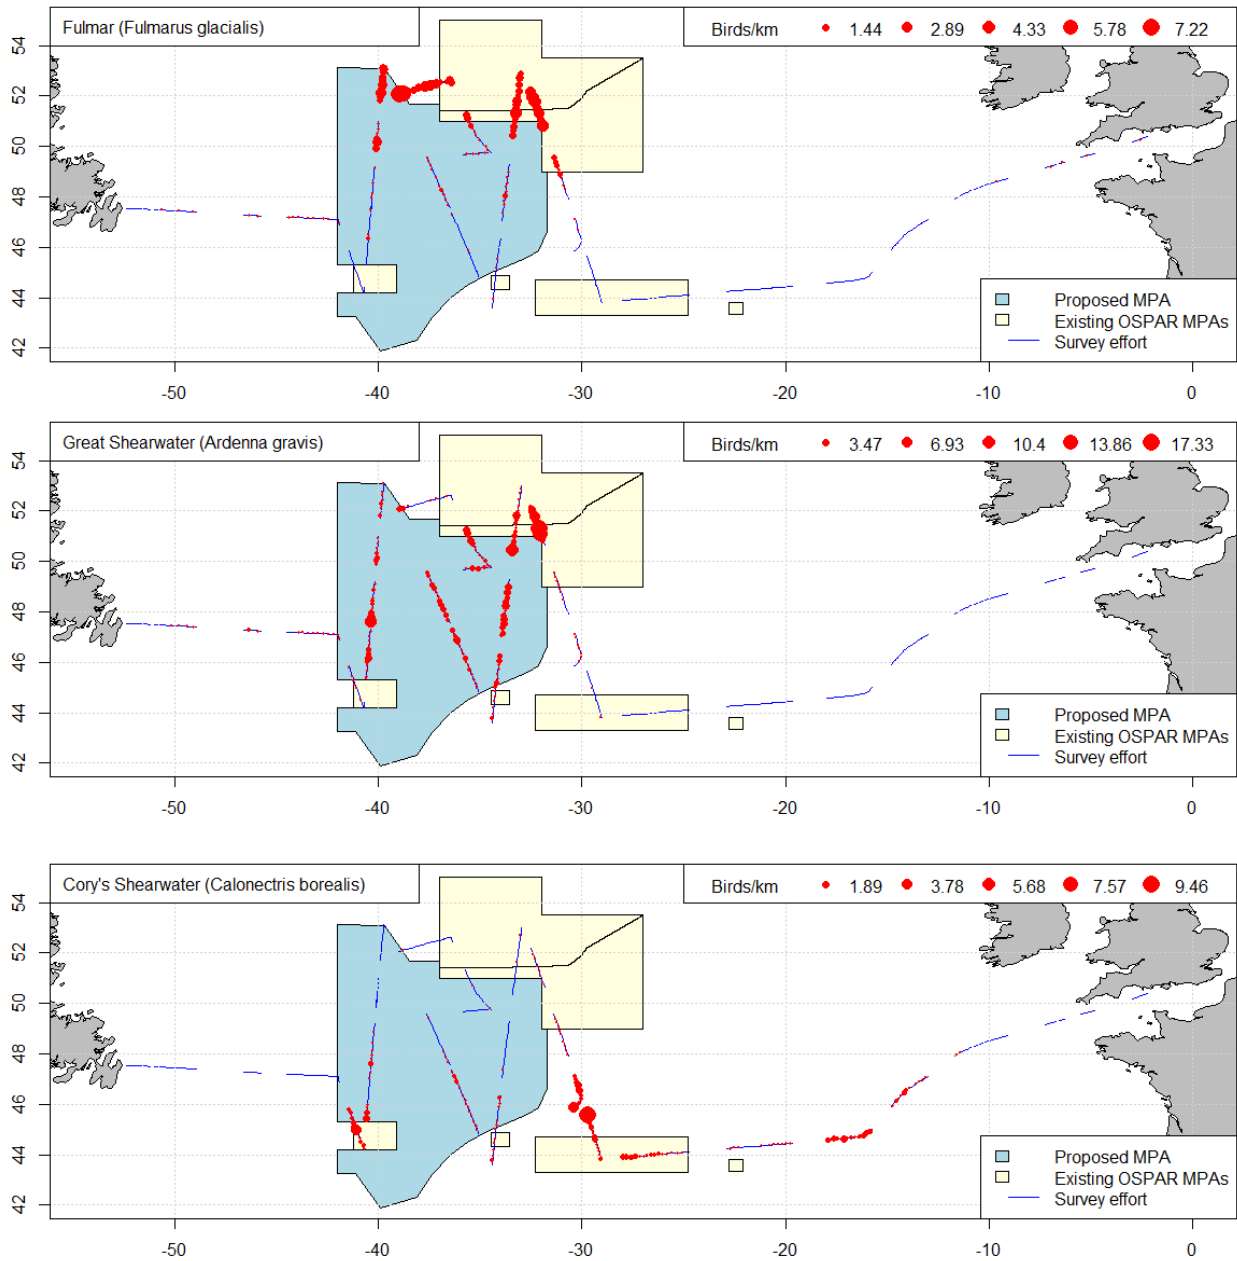 Fulmar (Fulmarus glacialis)
Birds/km 1.44 2.89 4.33 5.78 7.22
54
52
50
48
46
44
42
Proposed MPA
Existing OSPAR MPAs
Survey effort
-50 -40 -30 -20 -10 0
Great Shearwater (Ardenna gravis)
Birds/km 3.47 6.93 10.4 13.86 17.33
54
52
50
48
46
44
42
Proposed MPA
Existing OSPAR MPAs
Survey effort
-50 -40 -30 -20 -10 0
Cory's Shearwater (Calonectris borealis)
Birds/km 1.89 3.78 5.68 7.57 9.46
54
52
50
48
46
44
42
Proposed MPA
Existing OSPAR MPAs
Survey effort
-50 -40 -30 -20 -10 0